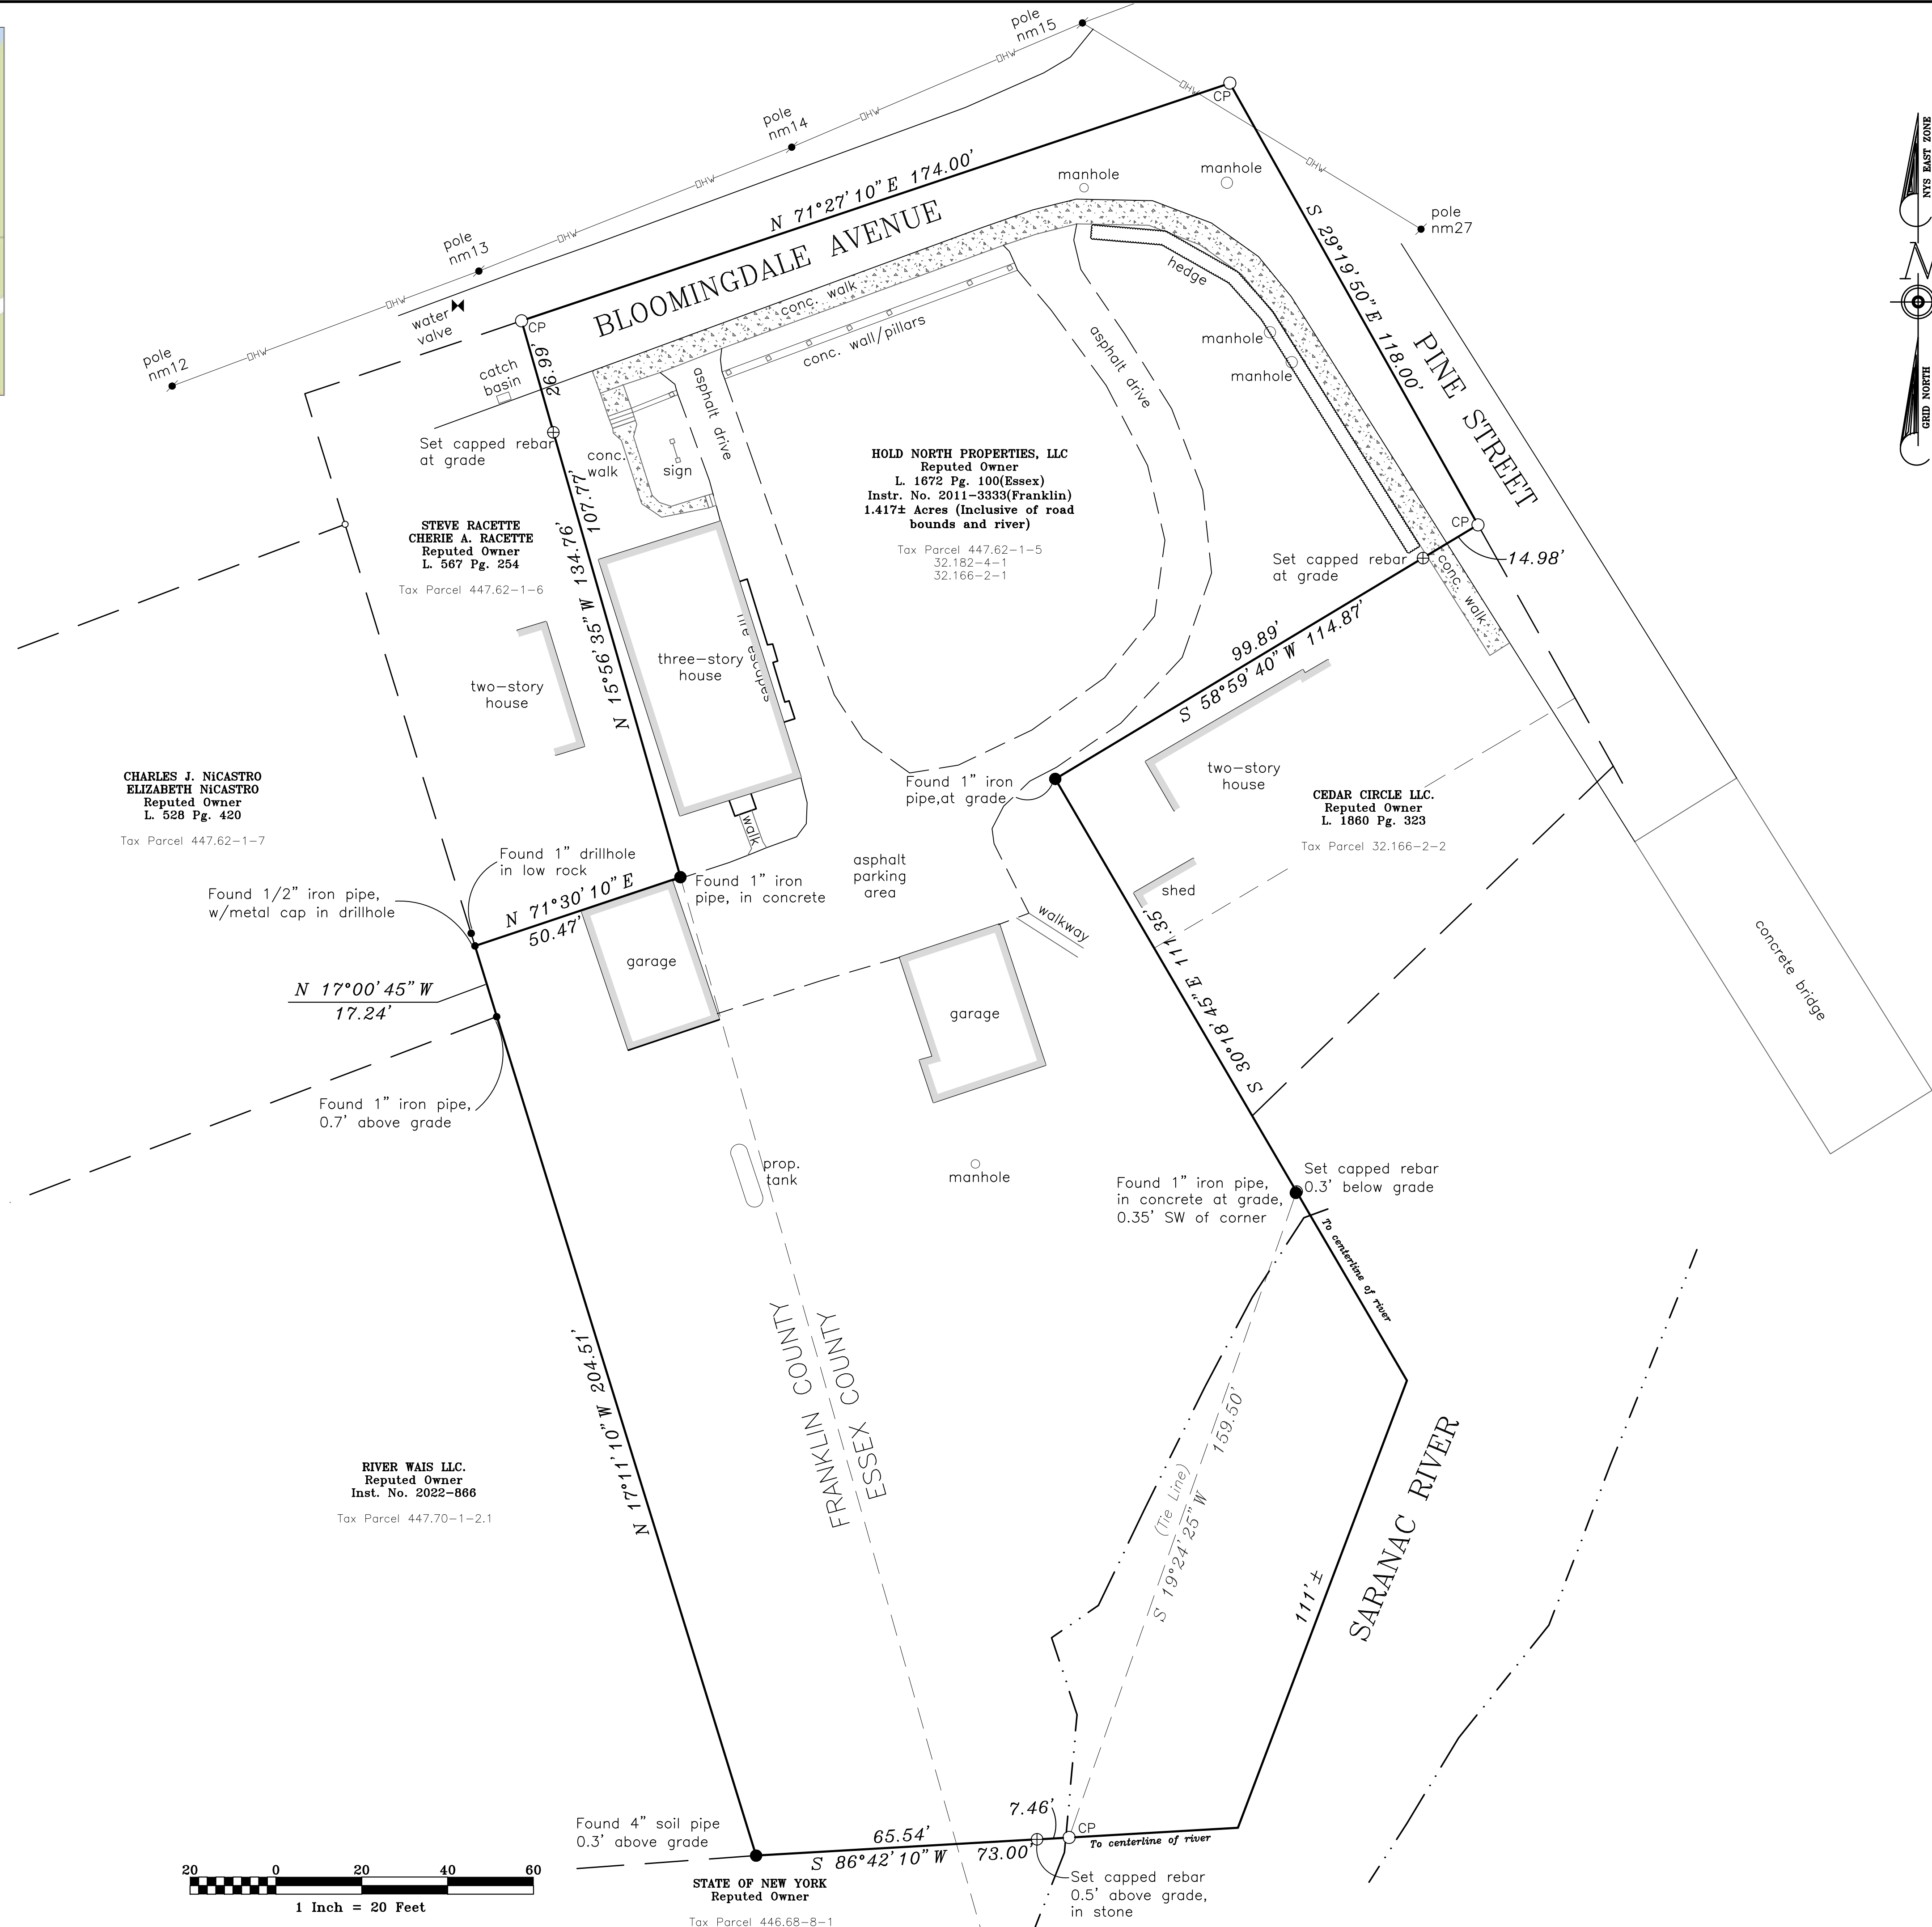 pole
nm15
OHW
OHW
CP
pole
nm14
OHW
NYS EAST ZONE
OHW
OHW
N 71°27'10" E 174.00'
manhole
manhole
pole
nm27
pole
nm13
OHW
BLOOMINGDALE AVENUE
S 29°19'50" E 118.00'
N
OHW
water
valve
CP
hedge
conc. walk
conc. wall/pillars
manhole
manhole
asphalt drive
PINE STREET
GRID NORTH
pole
nm12
OHW
catch
basin
26.99'
asphalt drive
Set capped rebar
at grade
conc.
walk
sign
HOLD NORTH PROPERTIES, LLC
Reputed Owner
L. 1672 Pg. 100(Essex)
Instr. No. 2011-3333(Franklin)
1.417± Acres (Inclusive of road
bounds and river)
Tax Parcel 447.62-1-5
32.182-4-1
32.166-2-1
STEVE RACETTE
CHERIE A. RACETTE
Reputed Owner
L. 567 Pg. 254
Tax Parcel 447.62-1-6
107.77'
N 15°56'35" W 134.76'
CP
14.98'
Set capped rebar
at grade
conc. walk
99.89'
S 58°59'40" W 114.87'
three-story
house
two-story
house
two-story
house
CHARLES J. NiCASTRO
ELIZABETH NiCASTRO
Reputed Owner
L. 528 Pg. 420
Tax Parcel 447.62-1-7
Found 1" iron
pipe,at grade
CEDAR CIRCLE LLC.
Reputed Owner
L. 1860 Pg. 323
Tax Parcel 32.166-2-2
walk
Found 1" drillhole
in low rock
Found 1/2" iron pipe,
w/metal cap in drillhole
N 71°30'10" E
50.47'
Found 1" iron
pipe, in concrete
asphalt
parking
area
shed
walkway
garage
garage
N 17°00'45" W
17.24'
S 30°18'45" E 111.35'
concrete bridge
Found 1" iron pipe,
0.7' above grade
prop.
tank
manhole
Found 1" iron pipe,
in concrete at grade,
0.35' SW of corner
Set capped rebar
0.3' below grade
To centerline of river
N 17°11'10" W 204.51'
FRANKLIN COUNTY
ESSEX COUNTY
159.50'
(Tie Line)
S 19°24'25" W
SARANAC RIVER
111'±
RIVER WAIS LLC.
Reputed Owner
Inst. No. 2022-866
Tax Parcel 447.70-1-2.1
Found 4" soil pipe
0.3' above grade
7.46'
CP
65.54'
To centerline of river
S 86°42'10" W 73.00'
Set capped rebar
0.5' above grade,
in stone
STATE OF NEW YORK
Reputed Owner
Tax Parcel 446.68-8-1
20 0 20 40 60
1 Inch = 20 Feet